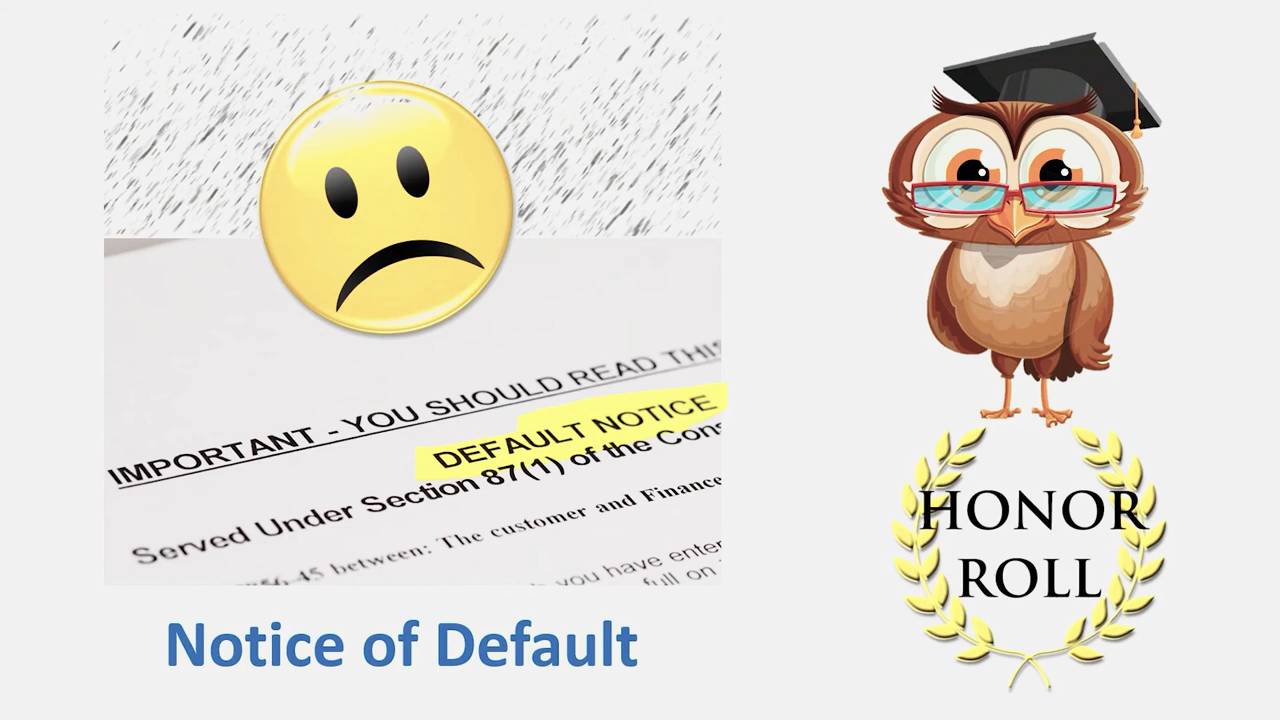 IMPORTANT - YOU SHOULD READ THIS
DEFAULT NOTICE
Served Under Section 87(1) of the Cons
between: The customer and Finance
you have enter
full on
Notice of Default
HONOR
ROLL